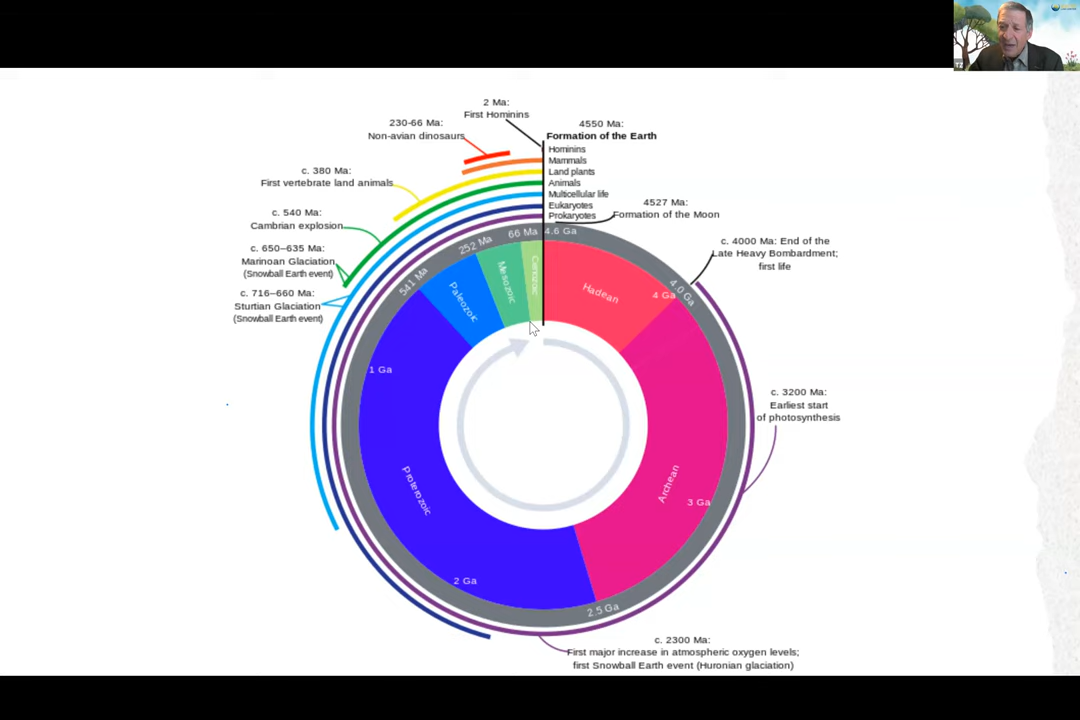 2 Ma:
First Hominins
230-66 Ma:
Non-avian dinosaurs
4550 Ma:
Formation of the Earth
Hominins
Mammals
Land plants
Animals
Multicellular life
Eukaryotes
Prokaryotes
c. 380 Ma:
First vertebrate land animals
4527 Ma:
Formation of the Moon
c. 540 Ma:
Cambrian explosion
c. 650–635 Ma:
Marinoan Glaciation
(Snowball Earth event)
c. 716–660 Ma:
Sturtian Glaciation
(Snowball Earth event)
c. 4000 Ma: End of the
Late Heavy Bombardment;
first life
4.6 Ga
66 Ma
252 Ma
541 Ma
4.0 Ga
4 Ga
Hadean
Cenozoic
Mesozoic
Paleozoic
1 Ga
c. 3200 Ma:
Earliest start
of photosynthesis
Archean
3 Ga
Proterozoic
2 Ga
2.5 Ga
c. 2300 Ma:
First major increase in atmospheric oxygen levels;
first Snowball Earth event (Huronian glaciation)